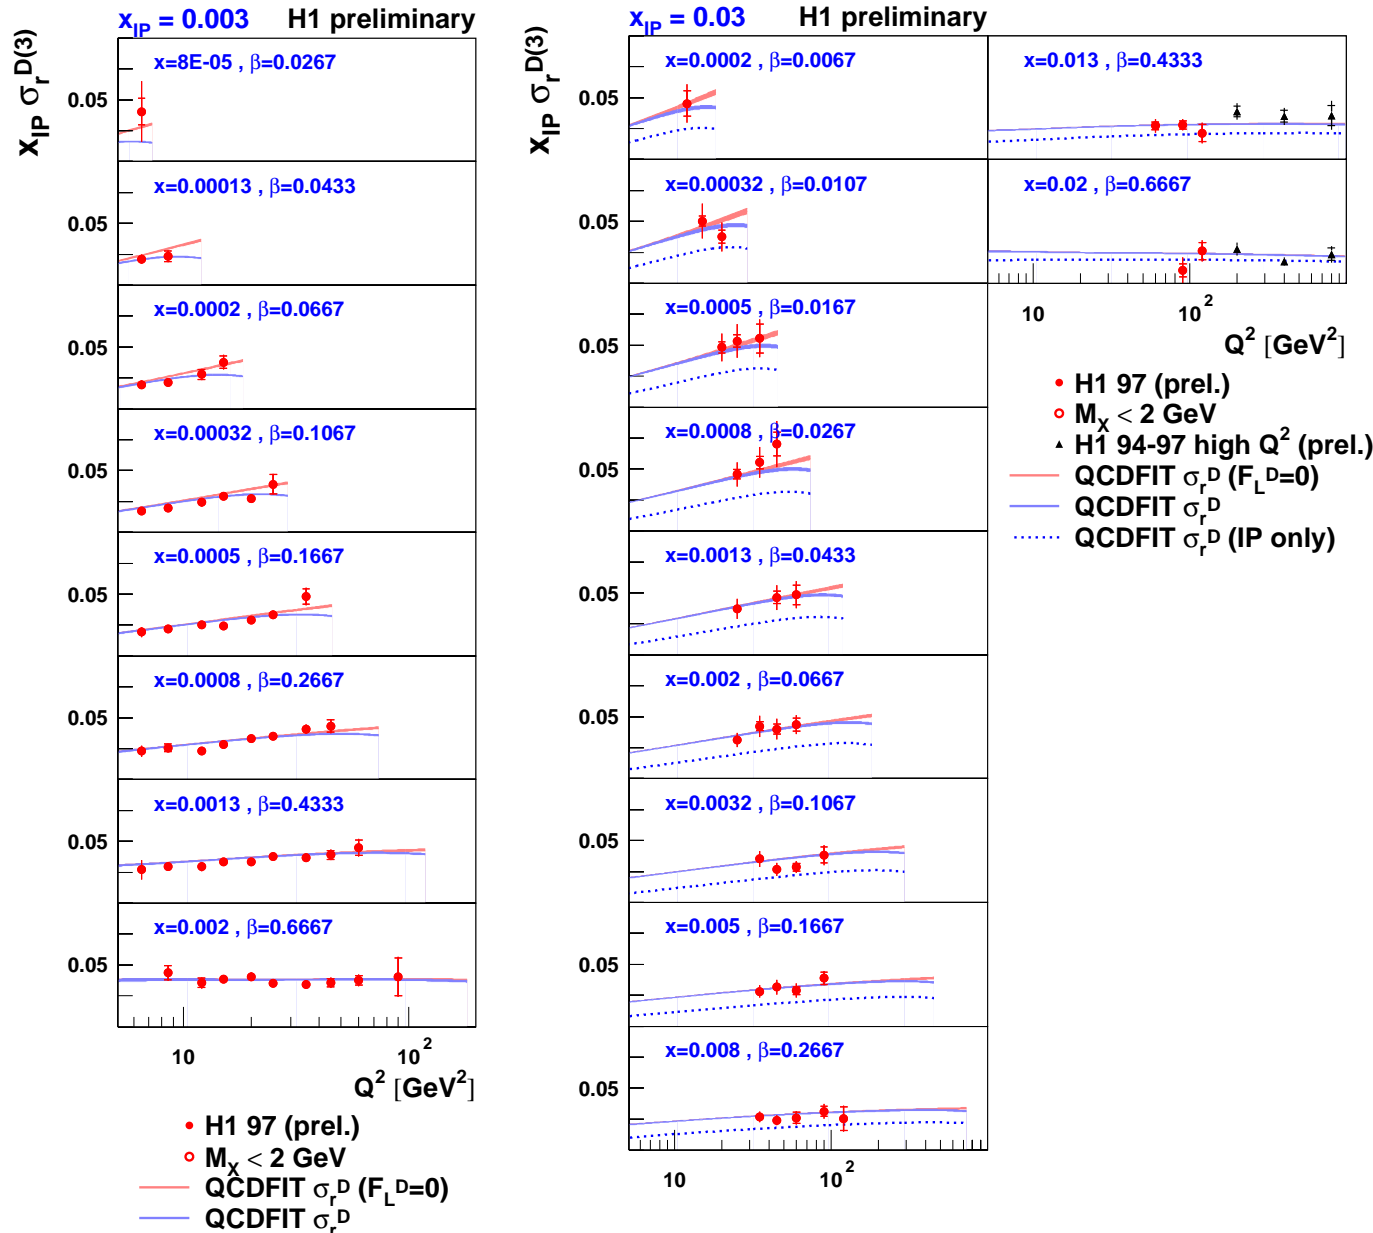 x_IP = 0.003 H1 preliminary
x_IP σ_r^D(3)
x=8E-05 , β=0.0267
0.05
x=0.00013 , β=0.0433
0.05
x=0.0002 , β=0.0667
0.05
x=0.00032 , β=0.1067
0.05
x=0.0005 , β=0.1667
0.05
x=0.0008 , β=0.2667
0.05
x=0.0013 , β=0.4333
0.05
x=0.002 , β=0.6667
0.05
10 10^2
Q^2 [GeV^2]
H1 97 (prel.)
M_X < 2 GeV
QCDFIT σ_r^D (F_L^D=0)
QCDFIT σ_r^D
x_IP = 0.03 H1 preliminary
x_IP σ_r^D(3)
x=0.0002 , β=0.0067
0.05
x=0.00032 , β=0.0107
0.05
x=0.0005 , β=0.0167
0.05
x=0.0008 , β=0.0267
0.05
x=0.0013 , β=0.0433
0.05
x=0.002 , β=0.0667
0.05
x=0.0032 , β=0.1067
0.05
x=0.005 , β=0.1667
0.05
x=0.008 , β=0.2667
0.05
10 10^2
x=0.013 , β=0.4333
x=0.02 , β=0.6667
10 10^2
Q^2 [GeV^2]
H1 97 (prel.)
M_X < 2 GeV
H1 94-97 high Q^2 (prel.)
QCDFIT σ_r^D (F_L^D=0)
QCDFIT σ_r^D
QCDFIT σ_r^D (IP only)